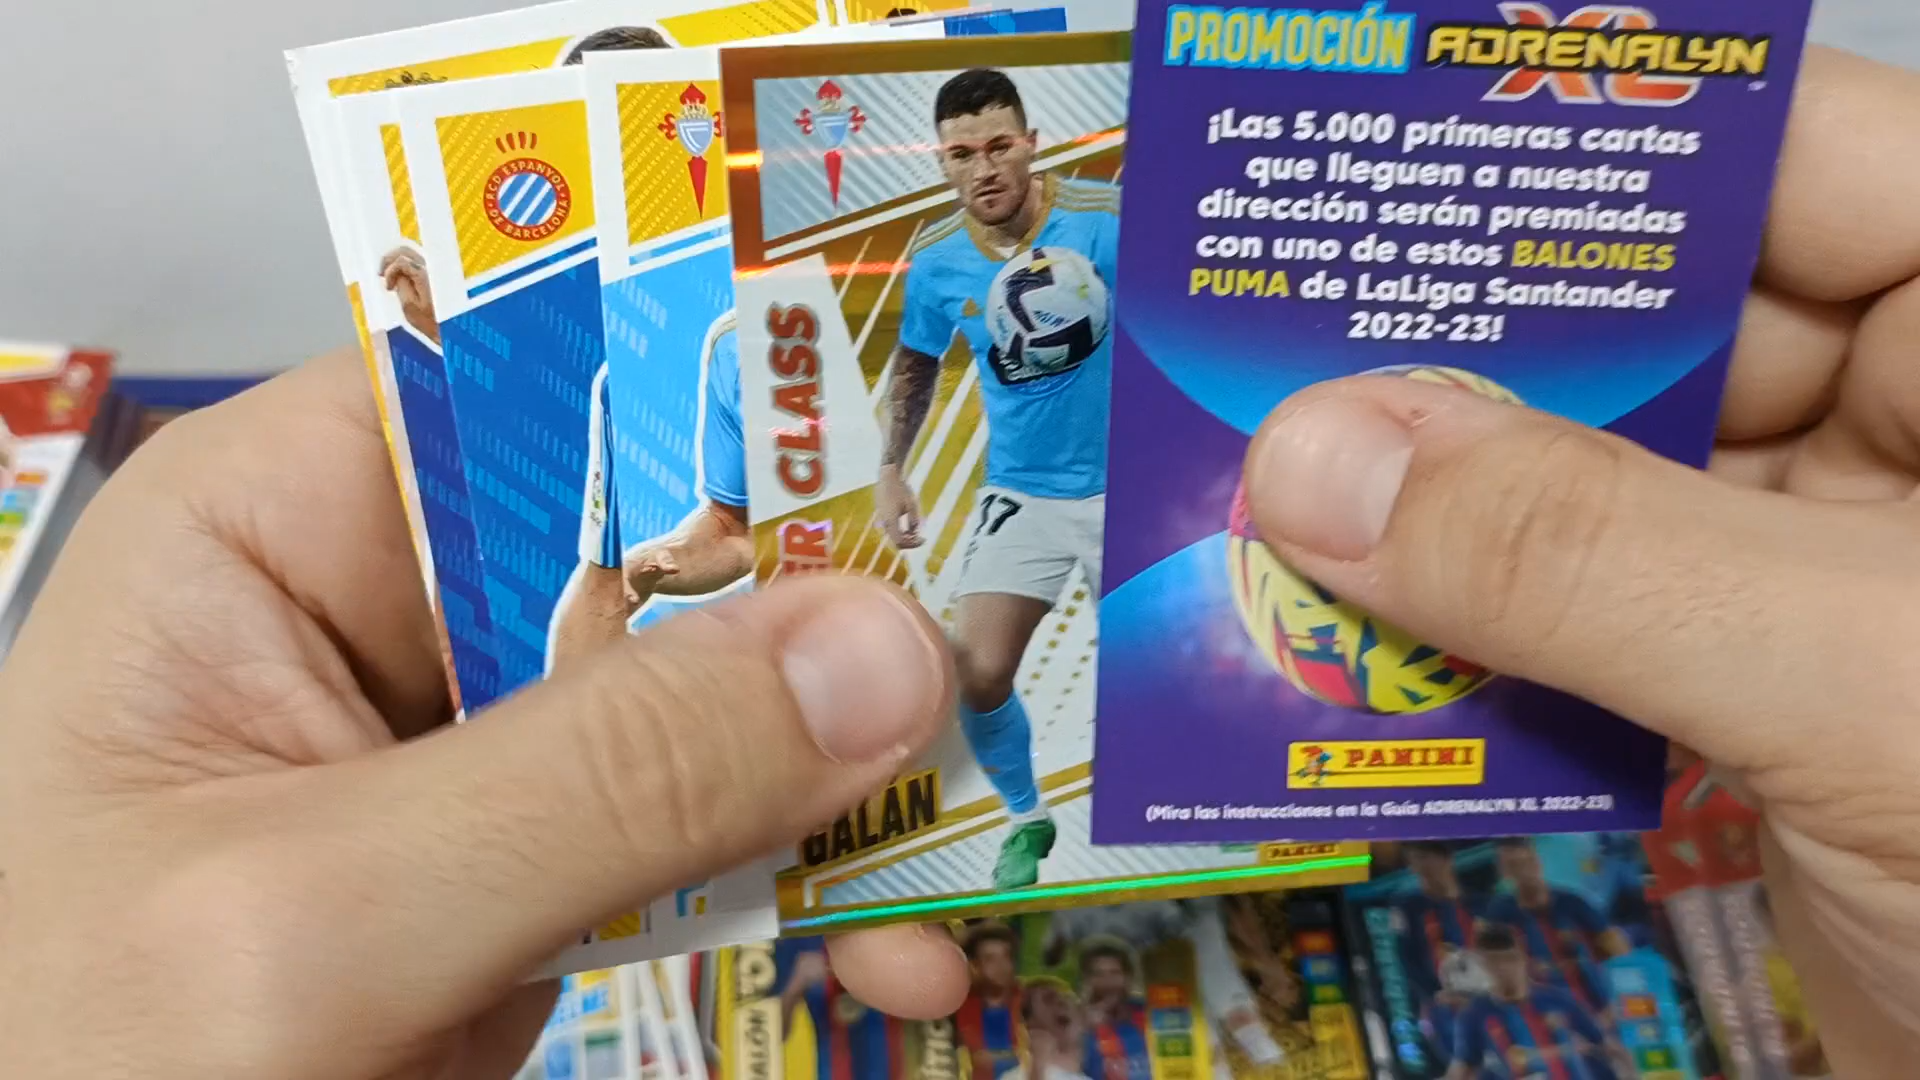 PROMOCIÓN ADRENALYN XL
¡Las 5.000 primeras cartas
que lleguen a nuestra
dirección serán premiadas
con uno de estos BALONES
PUMA de LaLiga Santander
2022-23!
PANINI
(Mira las instrucciones en la Guía ADRENALYN XL 2022-23)
RCD ESPANYOL
DE BARCELONA
CLASS
17
GALÁN
PANINI